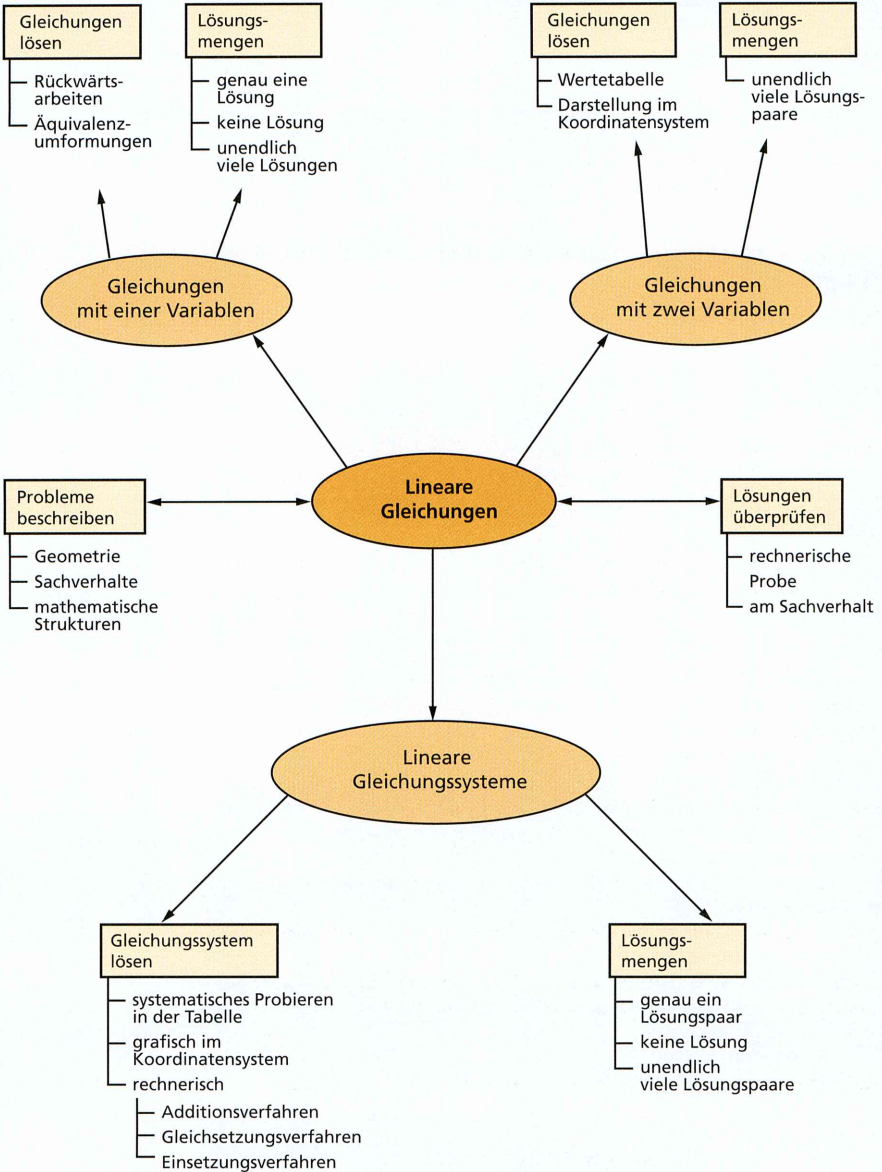 Gleichungen
lösen
Rückwärts-
arbeiten
Äquivalenz-
umformungen
Lösungs-
mengen
genau eine
Lösung
keine Lösung
unendlich
viele Lösungen
Gleichungen
lösen
Wertetabelle
Darstellung im
Koordinatensystem
Lösungs-
mengen
unendlich
viele Lösungs-
paare
Gleichungen
mit einer Variablen
Gleichungen
mit zwei Variablen
Probleme
beschreiben
Geometrie
Sachverhalte
mathematische
Strukturen
Lineare
Gleichungen
Lösungen
überprüfen
rechnerische
Probe
am Sachverhalt
Lineare
Gleichungssysteme
Gleichungssystem
lösen
systematisches Probieren
in der Tabelle
grafisch im
Koordinatensystem
rechnerisch
Additionsverfahren
Gleichsetzungsverfahren
Einsetzungsverfahren
Lösungs-
mengen
genau ein
Lösungspaar
keine Lösung
unendlich
viele Lösungspaare